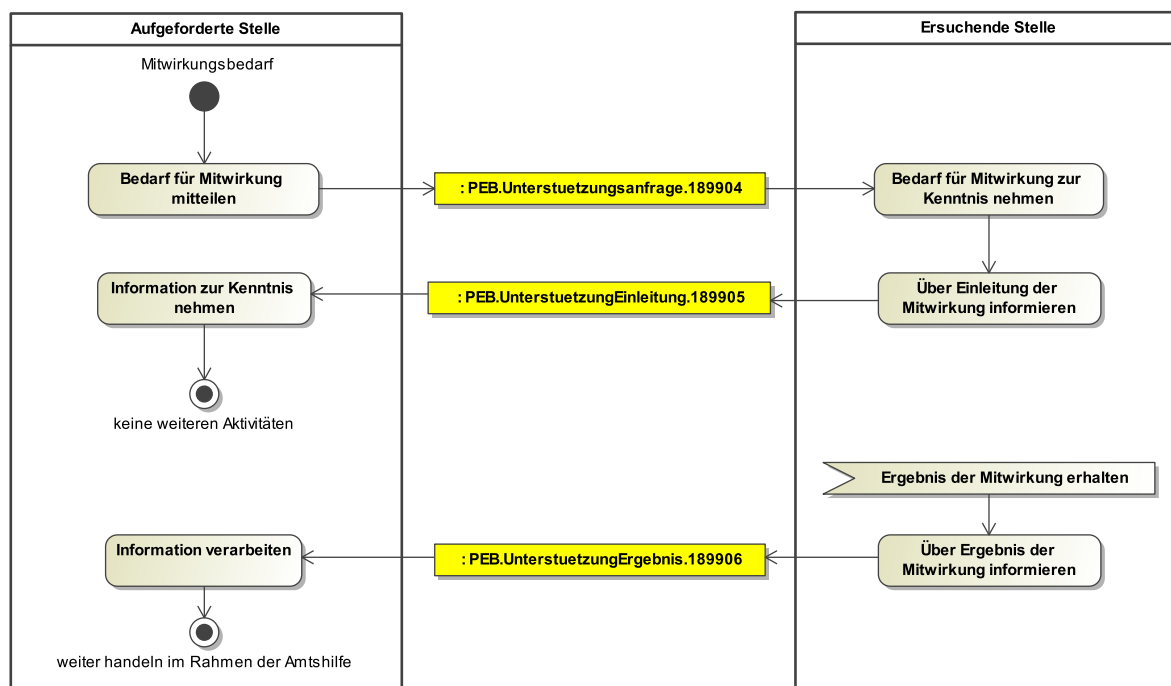 Aufgeforderte Stelle
Ersuchende Stelle
Mitwirkungsbedarf
Bedarf für Mitwirkung
mitteilen
: PEB.Unterstuetzungsanfrage.189904
Bedarf für Mitwirkung zur
Kenntnis nehmen
Information zur Kenntnis
nehmen
: PEB.UnterstuetzungEinleitung.189905
Über Einleitung der
Mitwirkung informieren
keine weiteren Aktivitäten
Ergebnis der Mitwirkung erhalten
Information verarbeiten
: PEB.UnterstuetzungErgebnis.189906
Über Ergebnis der
Mitwirkung informieren
weiter handeln im Rahmen der Amtshilfe